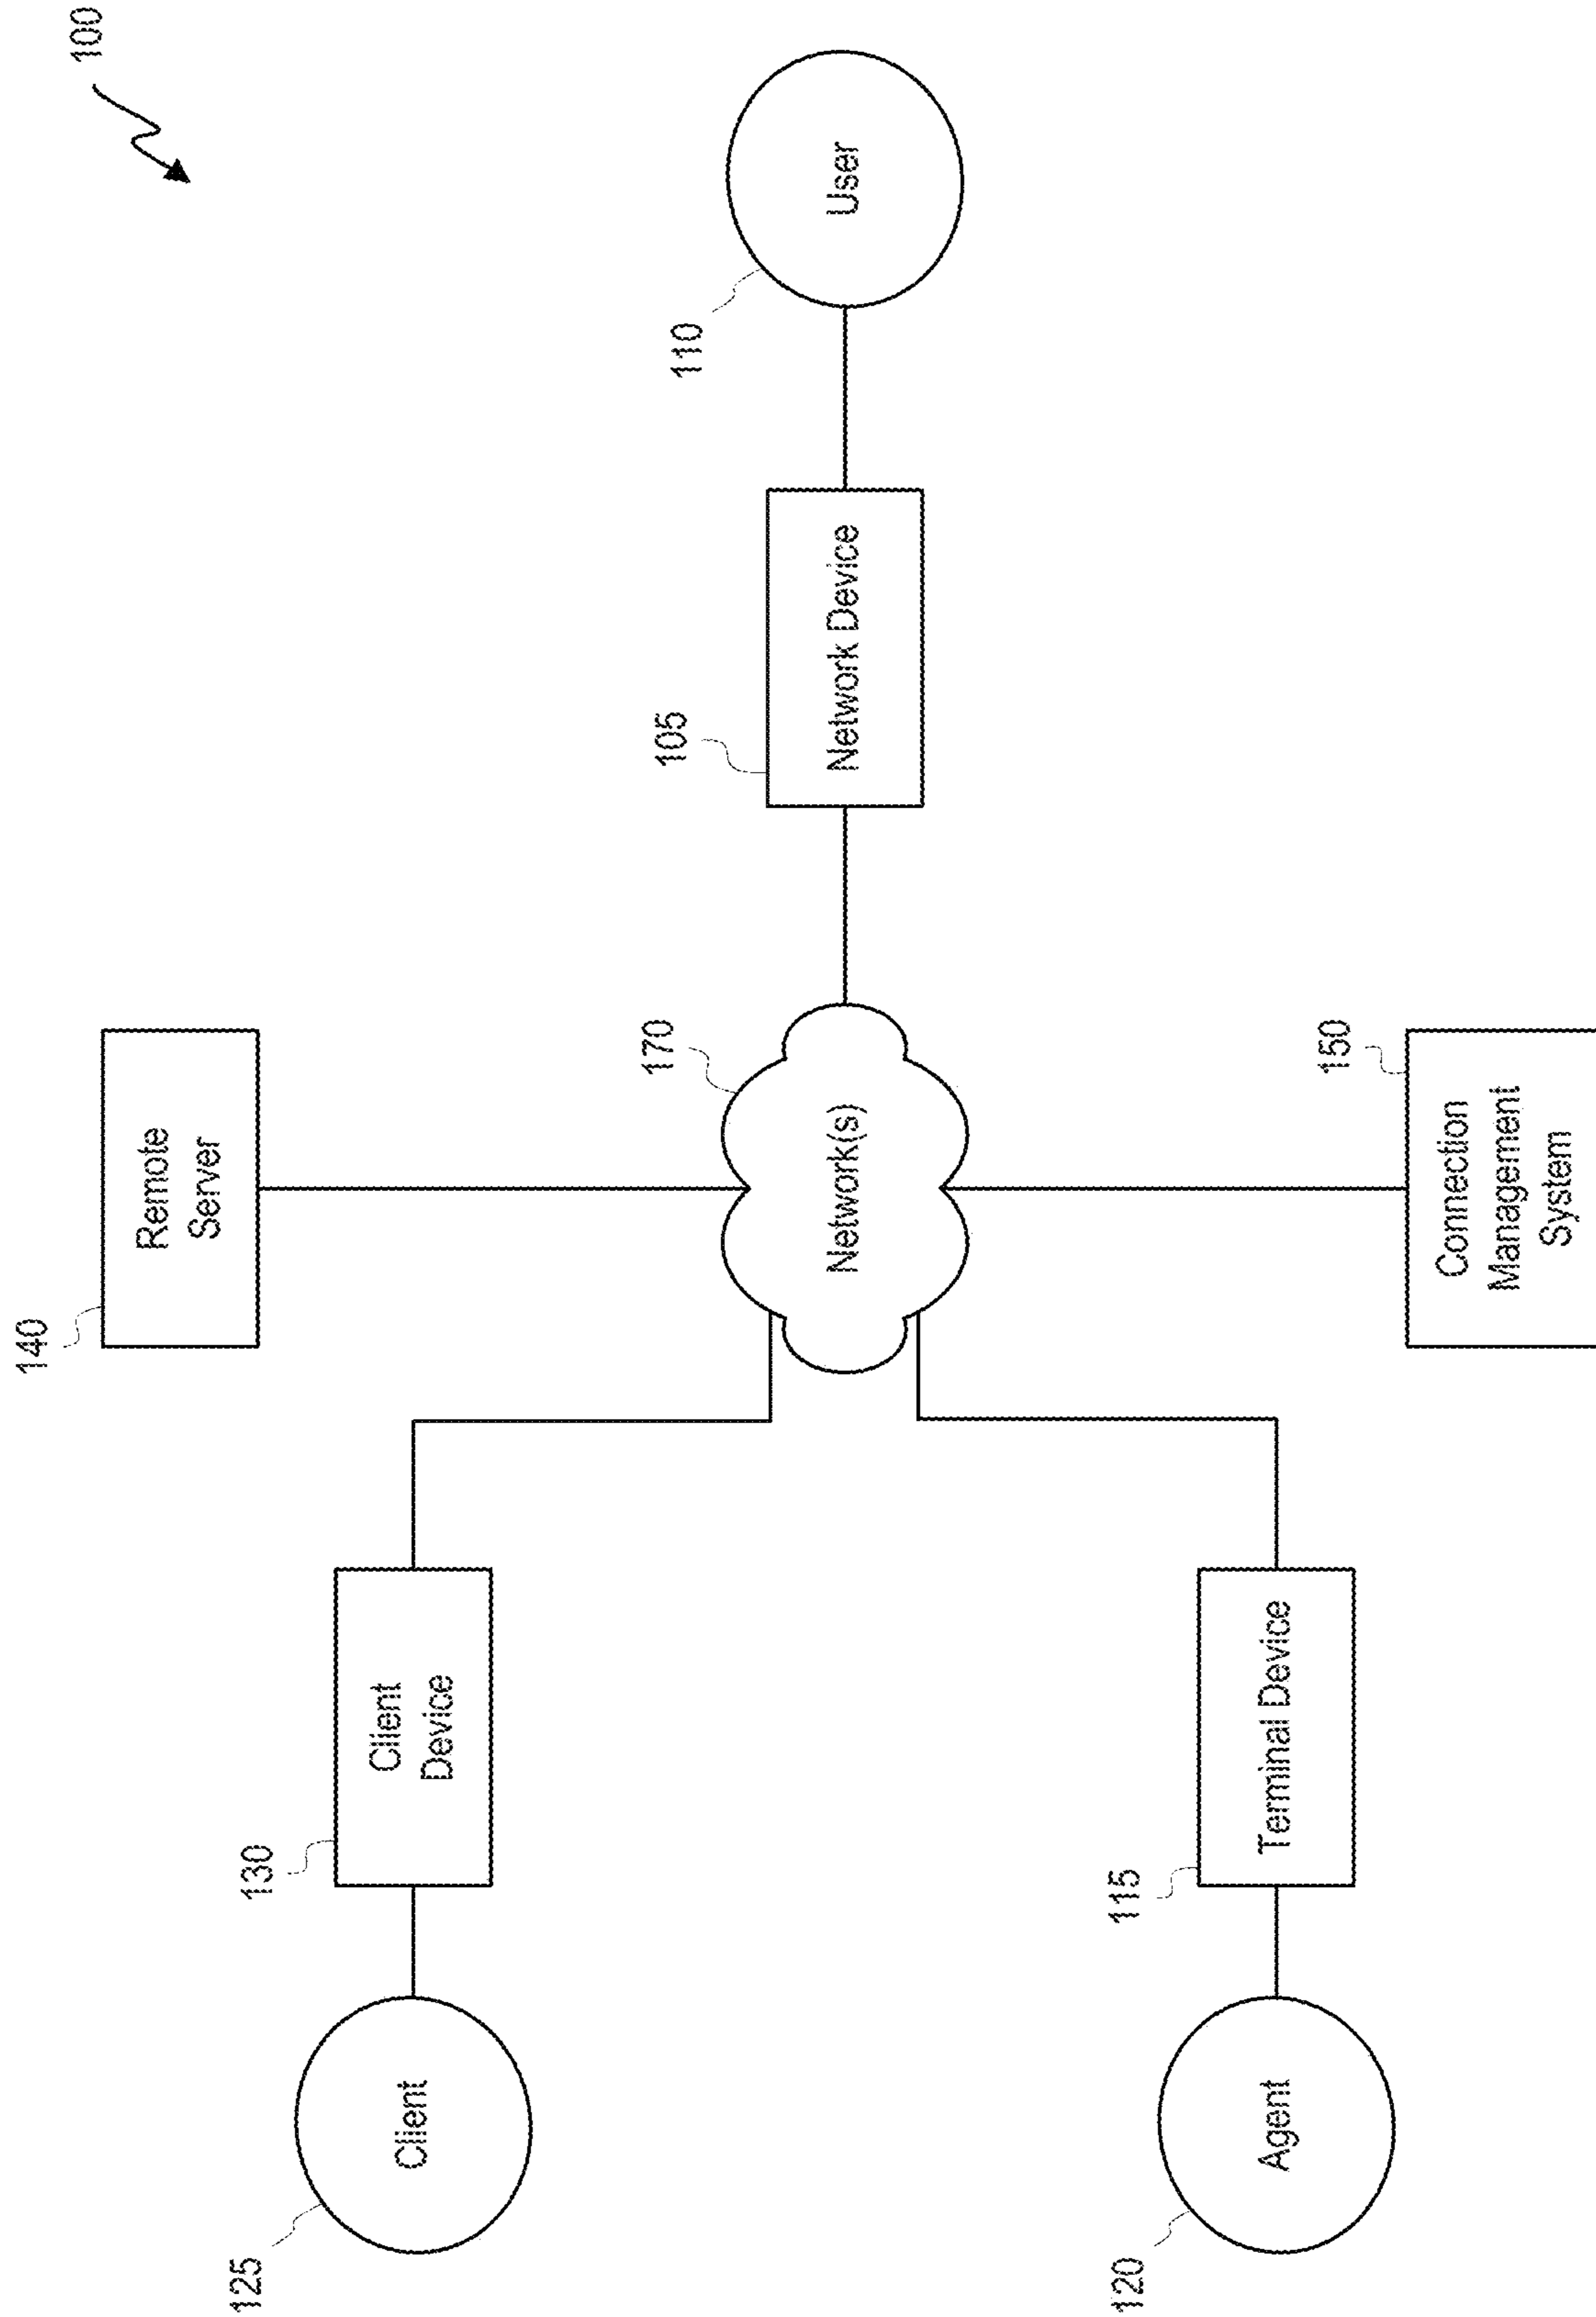 100
140
Remote
Server
125
Client
130
Client
Device
170
Network(s)
105
Network Device
110
User
120
Agent
115
Terminal Device
150
Connection
Management
System